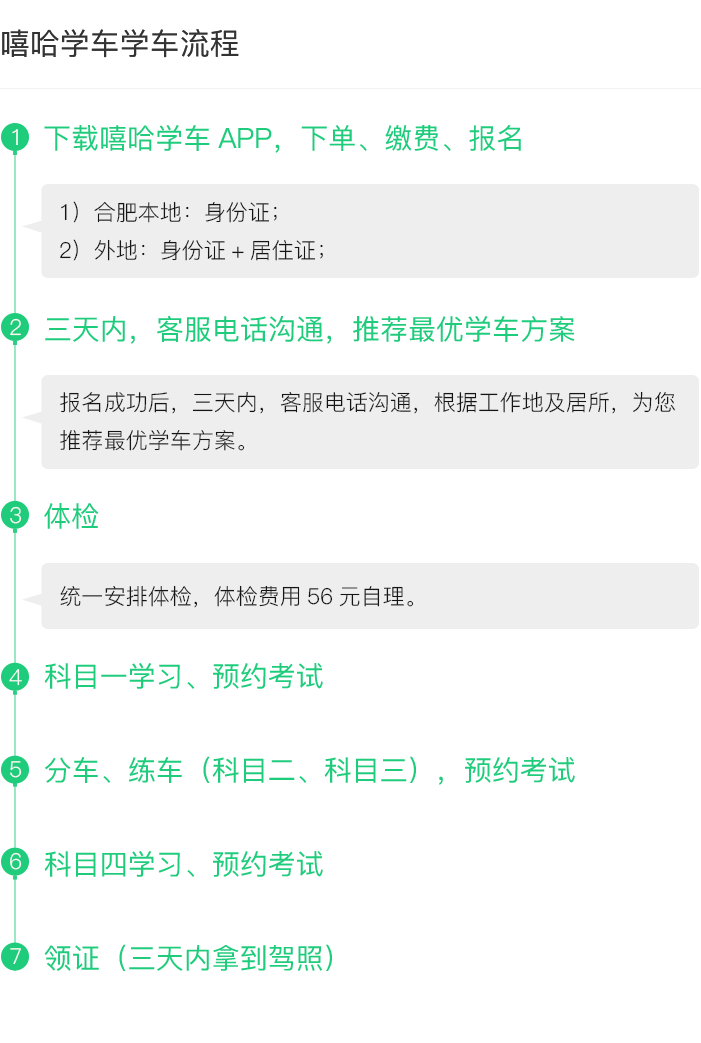 嘻哈学车学车流程
1 下载嘻哈学车 APP，下单、缴费、报名
1）合肥本地：身份证；
2）外地：身份证 + 居住证；
2 三天内，客服电话沟通，推荐最优学车方案
报名成功后，三天内，客服电话沟通，根据工作地及居所，为您
推荐最优学车方案。
3 体检
统一安排体检，体检费用 56 元自理。
4 科目一学习、预约考试
5 分车、练车（科目二、科目三），预约考试
6 科目四学习、预约考试
7 领证（三天内拿到驾照）